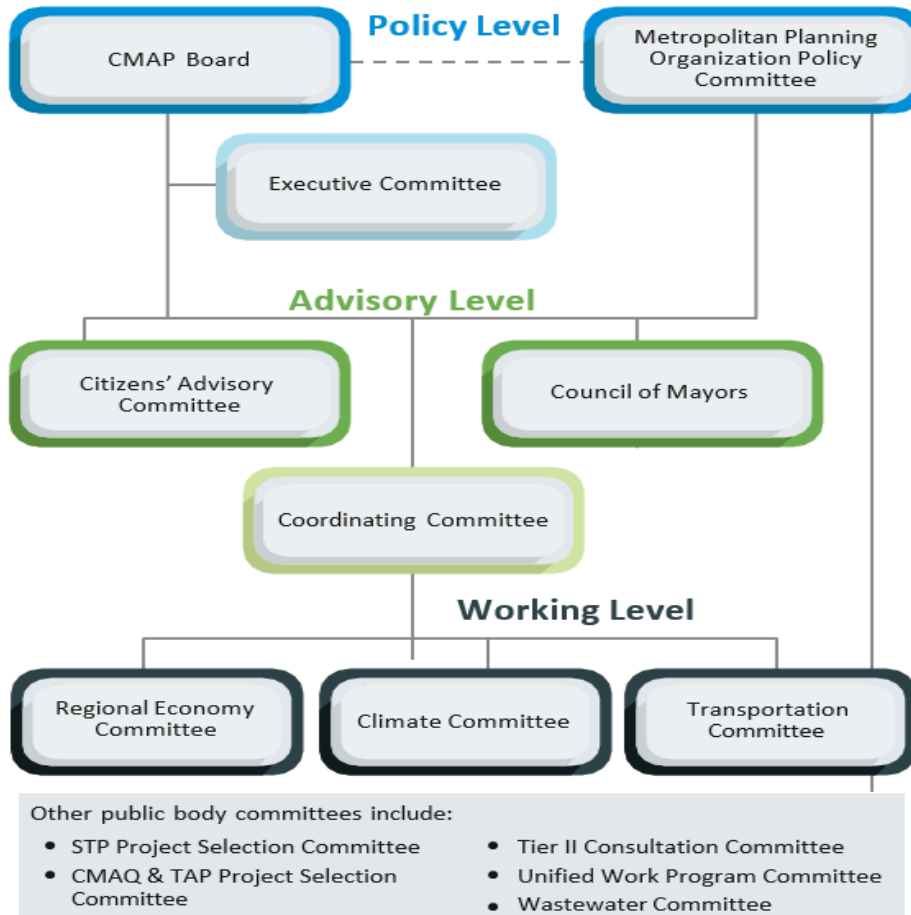 Policy Level
CMAP Board
Metropolitan Planning
Organization Policy
Committee
Executive Committee
Advisory Level
Citizens’ Advisory
Committee
Council of Mayors
Coordinating Committee
Working Level
Regional Economy
Committee
Climate Committee
Transportation
Committee
Other public body committees include:
• STP Project Selection Committee
• CMAQ & TAP Project Selection
Committee
• Tier II Consultation Committee
• Unified Work Program Committee
• Wastewater Committee